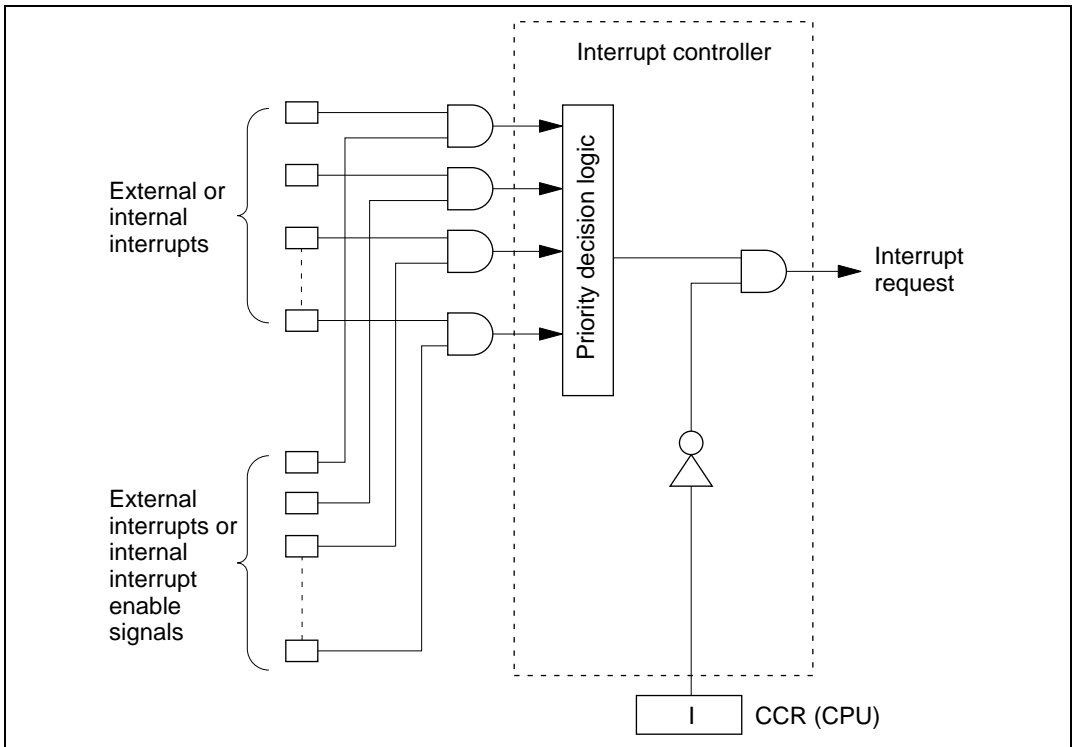 Interrupt controller
External or
internal
interrupts
Priority decision logic
Interrupt
request
External
interrupts or
internal
interrupt
enable
signals
I
CCR (CPU)